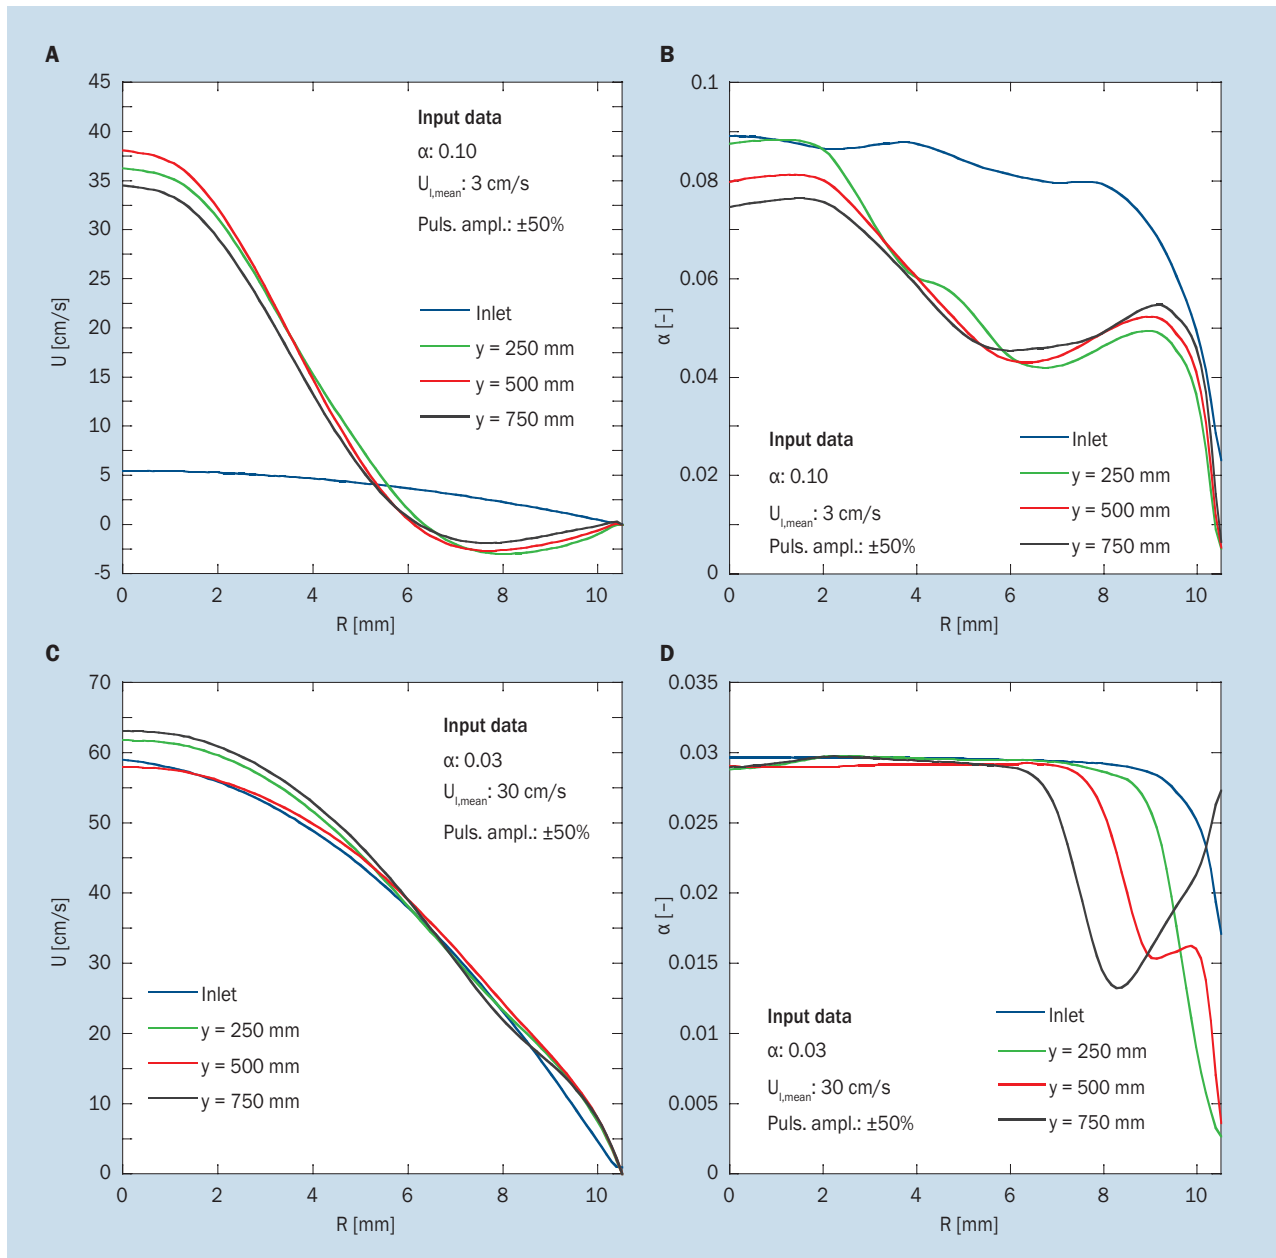 A
45
40
35
30
25
20
15
10
5
0
-5
U [cm/s]
0 2 4 6 8 10
R [mm]
Input data
α: 0.10
Ul,mean: 3 cm/s
Puls. ampl.: ±50%
Inlet
y = 250 mm
y = 500 mm
y = 750 mm
B
0.1
0.08
0.06
0.04
0.02
0
α [–]
0 2 4 6 8 10
R [mm]
Input data
α: 0.10
Ul,mean: 3 cm/s
Puls. ampl.: ±50%
Inlet
y = 250 mm
y = 500 mm
y = 750 mm
C
70
60
50
40
30
20
10
0
U [cm/s]
0 2 4 6 8 10
R [mm]
Input data
α: 0.03
Ul,mean: 30 cm/s
Puls. ampl.: ±50%
Inlet
y = 250 mm
y = 500 mm
y = 750 mm
D
0.035
0.03
0.025
0.02
0.015
0.01
0.005
0
α [–]
0 2 4 6 8 10
R [mm]
Input data
α: 0.03
Ul,mean: 30 cm/s
Puls. ampl.: ±50%
Inlet
y = 250 mm
y = 500 mm
y = 750 mm